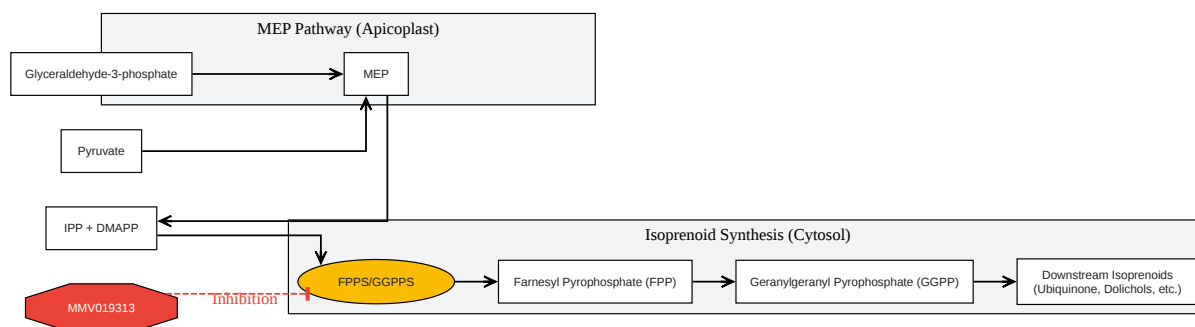 MEP Pathway (Apicoplast)
Glyceraldehyde-3-phosphate
MEP
Pyruvate
IPP + DMAPP
Isoprenoid Synthesis (Cytosol)
FPPS/GGPPS
Farnesyl Pyrophosphate (FPP)
Geranylgeranyl Pyrophosphate (GGPP)
Downstream Isoprenoids
(Ubiquinone, Dolichols, etc.)
MMV019313
Inhibition